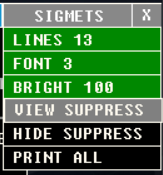 SIGMETS X
LINES 13
FONT 3
BRIGHT 100
VIEW SUPPRESS
HIDE SUPPRESS
PRINT ALL